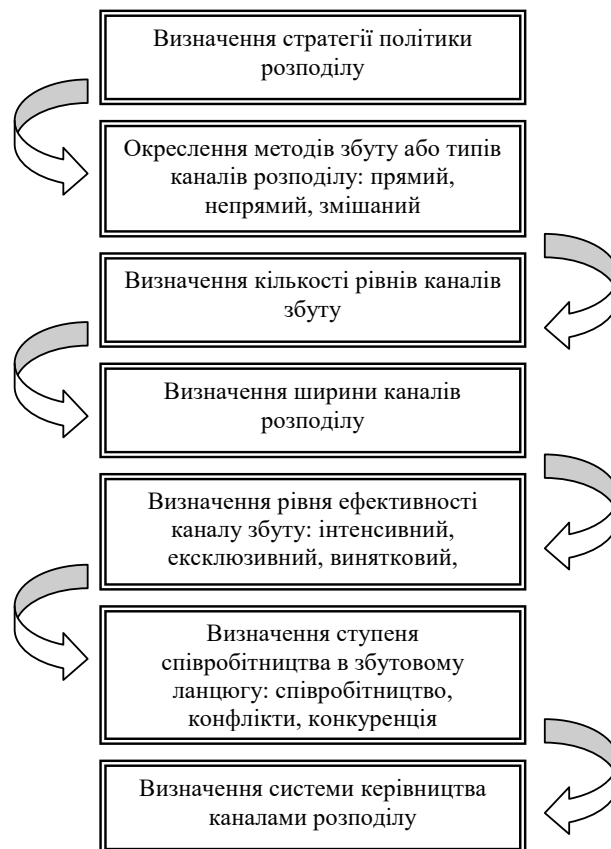 Визначення стратегії політики
розподілу
Окреслення методів збуту або типів
каналів розподілу: прямий,
непрямий, змішаний
Визначення кількості рівнів каналів
збуту
Визначення ширини каналів
розподілу
Визначення рівня ефективності
каналу збуту: інтенсивний,
ексклюзивний, винятковий,
Визначення ступеня
співробітництва в збутовому
ланцюгу: співробітництво,
конфлікти, конкуренція
Визначення системи керівництва
каналами розподілу